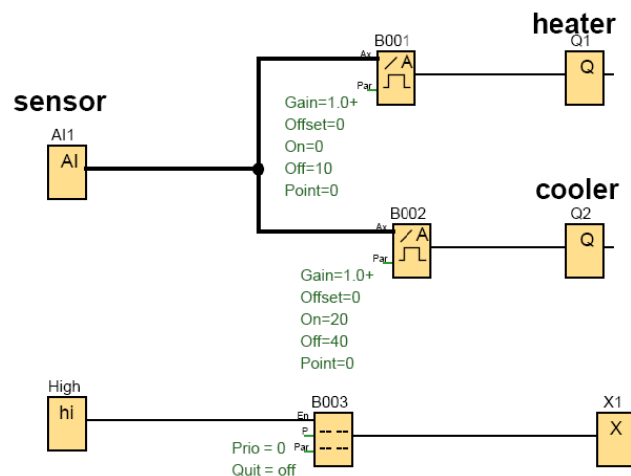 heater
B001
Q1
Ax
/A
Q
sensor
Par
Gain=1.0+
AI1
Offset=0
AI
On=0
Off=10
Point=0
cooler
B002
Q2
Ax
/A
Q
Par
Gain=1.0+
Offset=0
On=20
Off=40
Point=0
High
B003
X1
hi
En
P
X
Prio = 0
Par
Quit = off